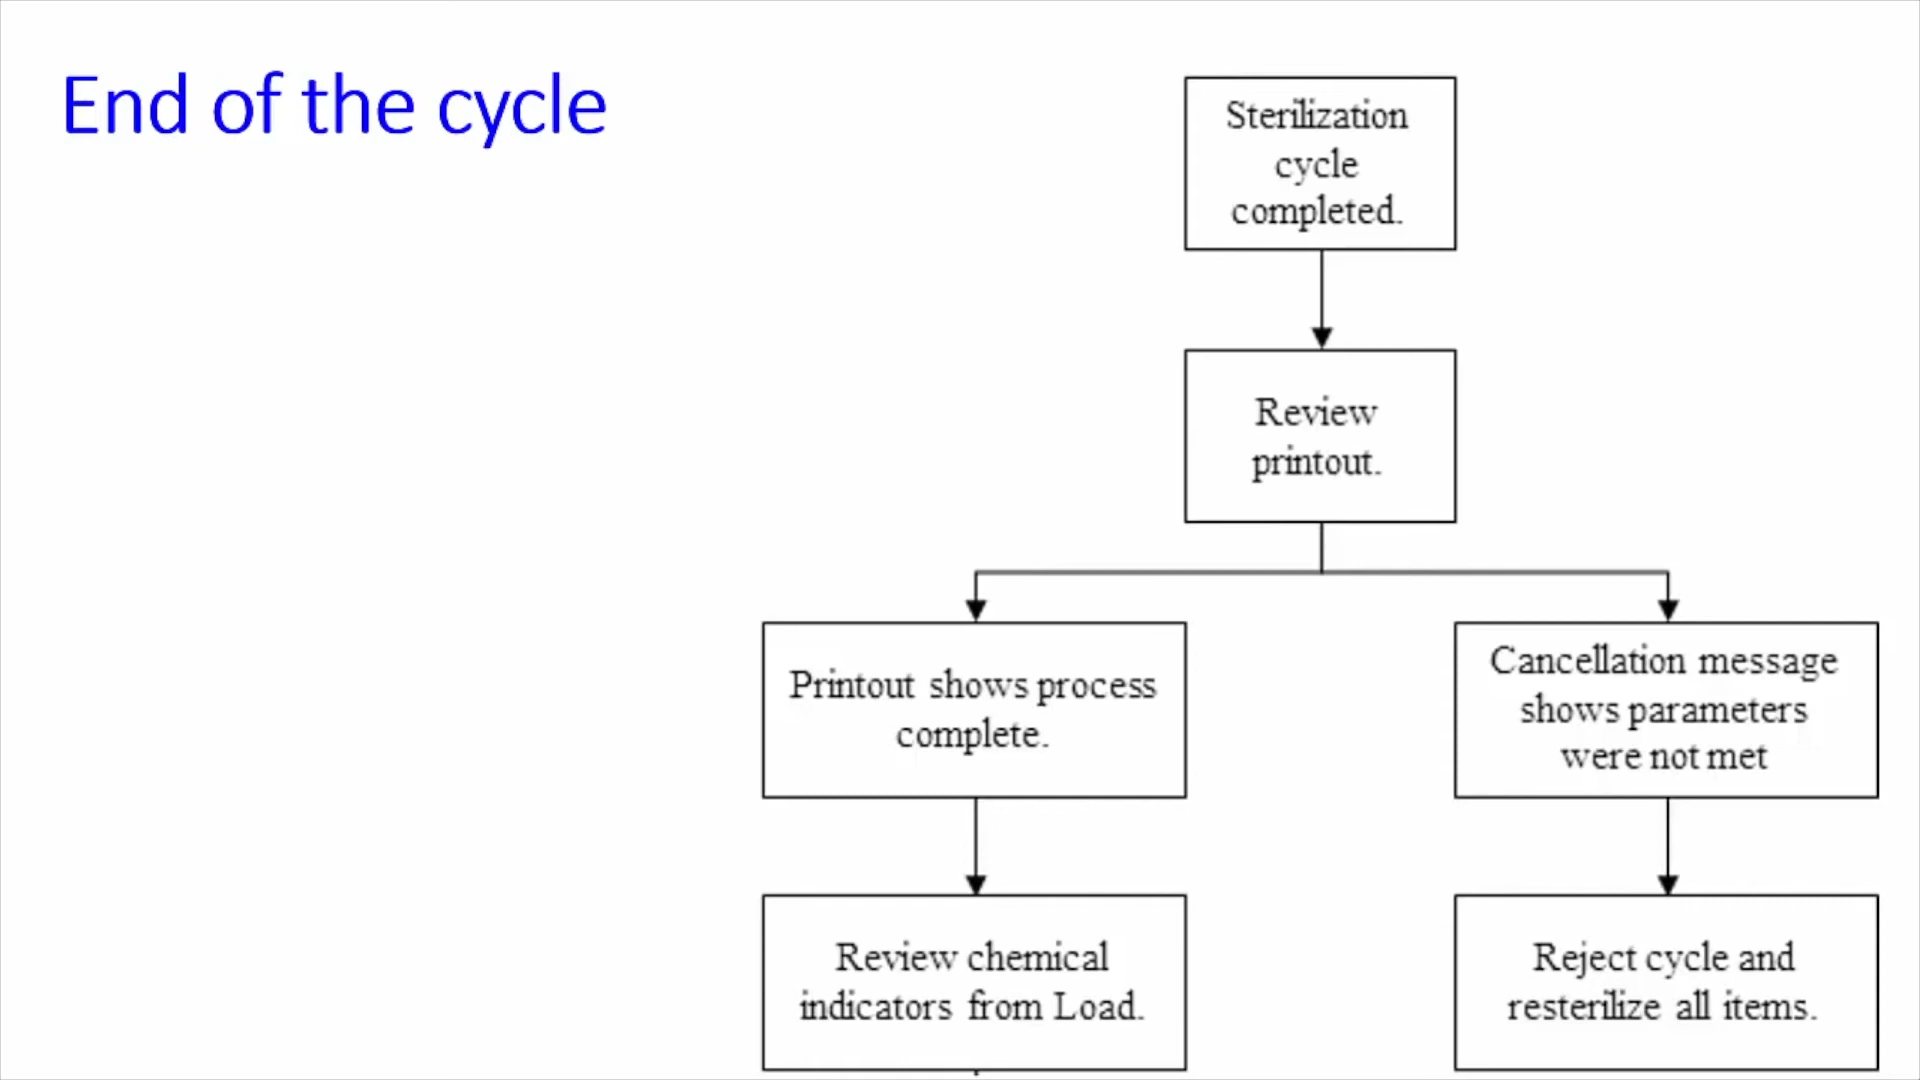 End of the cycle
Sterilization
cycle
completed.
Review
printout.
Printout shows process
complete.
Cancellation message
shows parameters
were not met
Review chemical
indicators from Load.
Reject cycle and
resterilize all items.